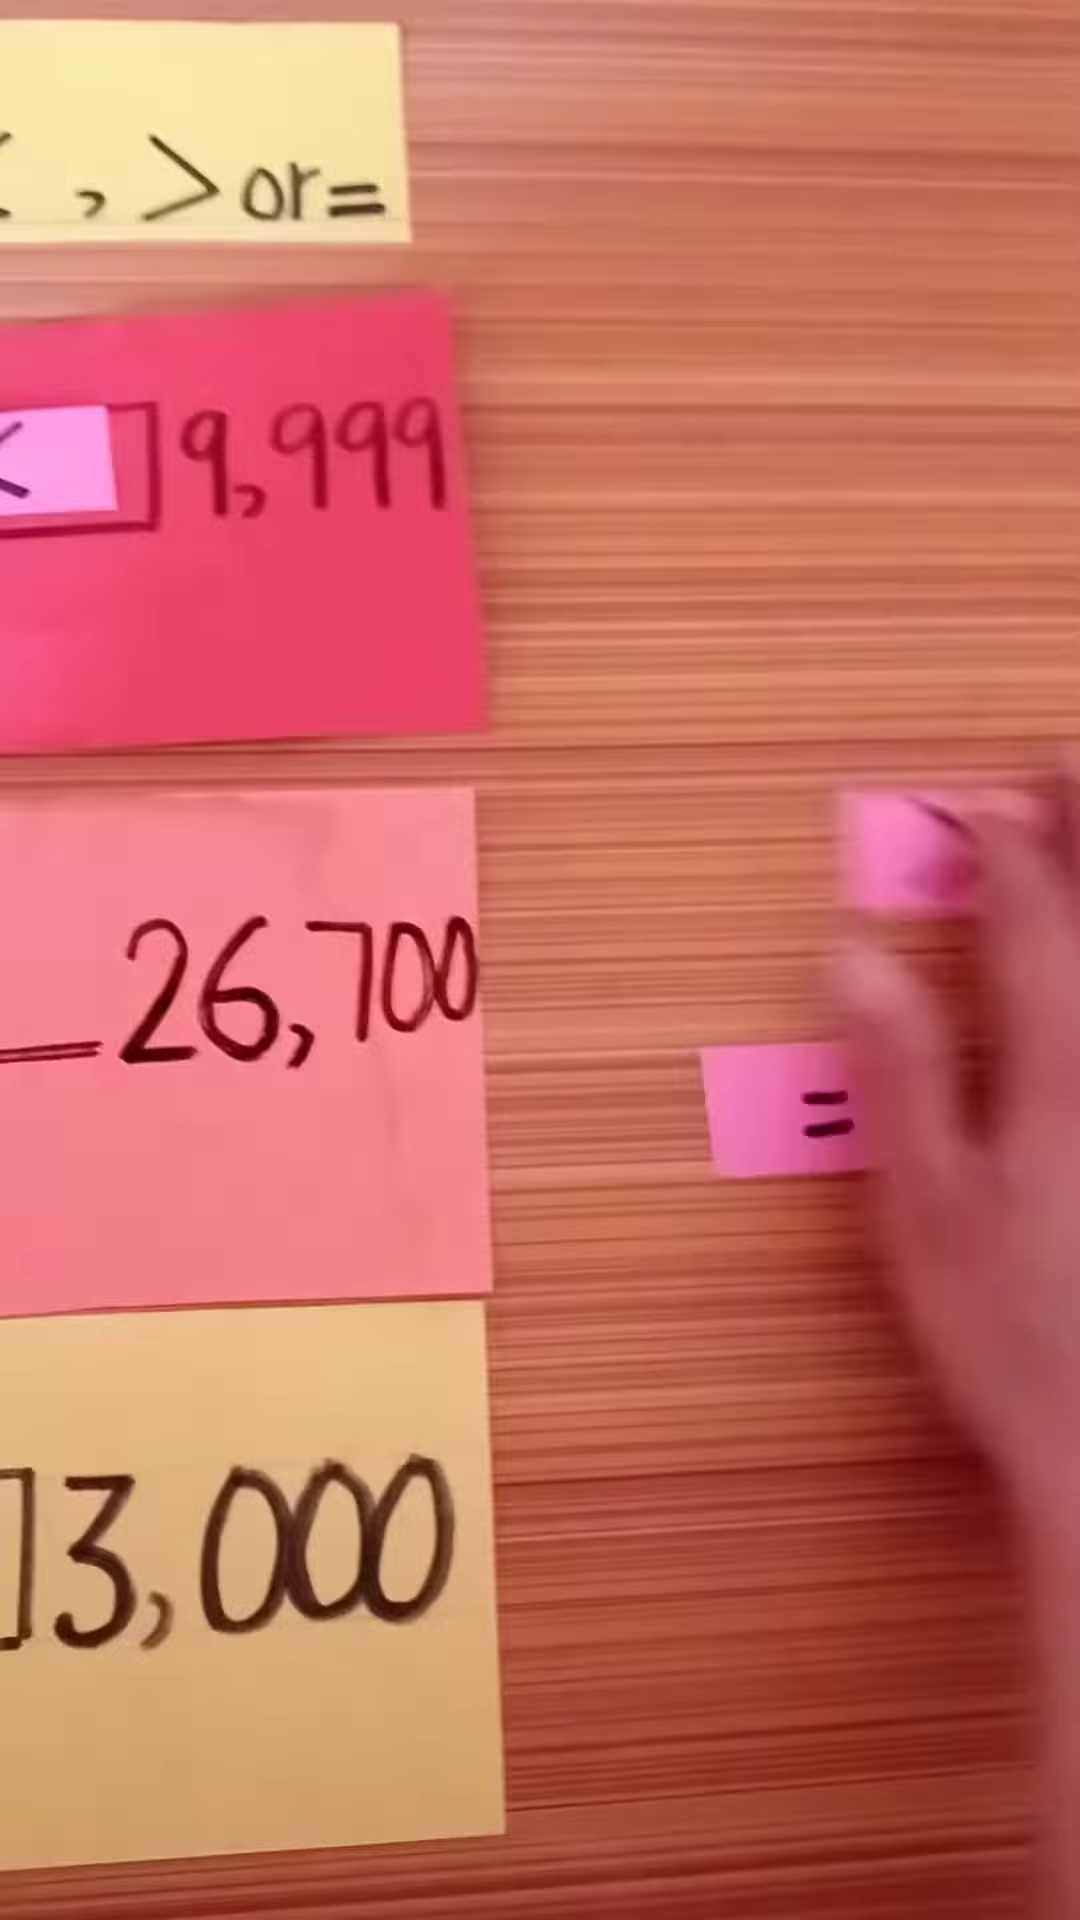 < , > or =
< 9,999
26,700
=
3,000